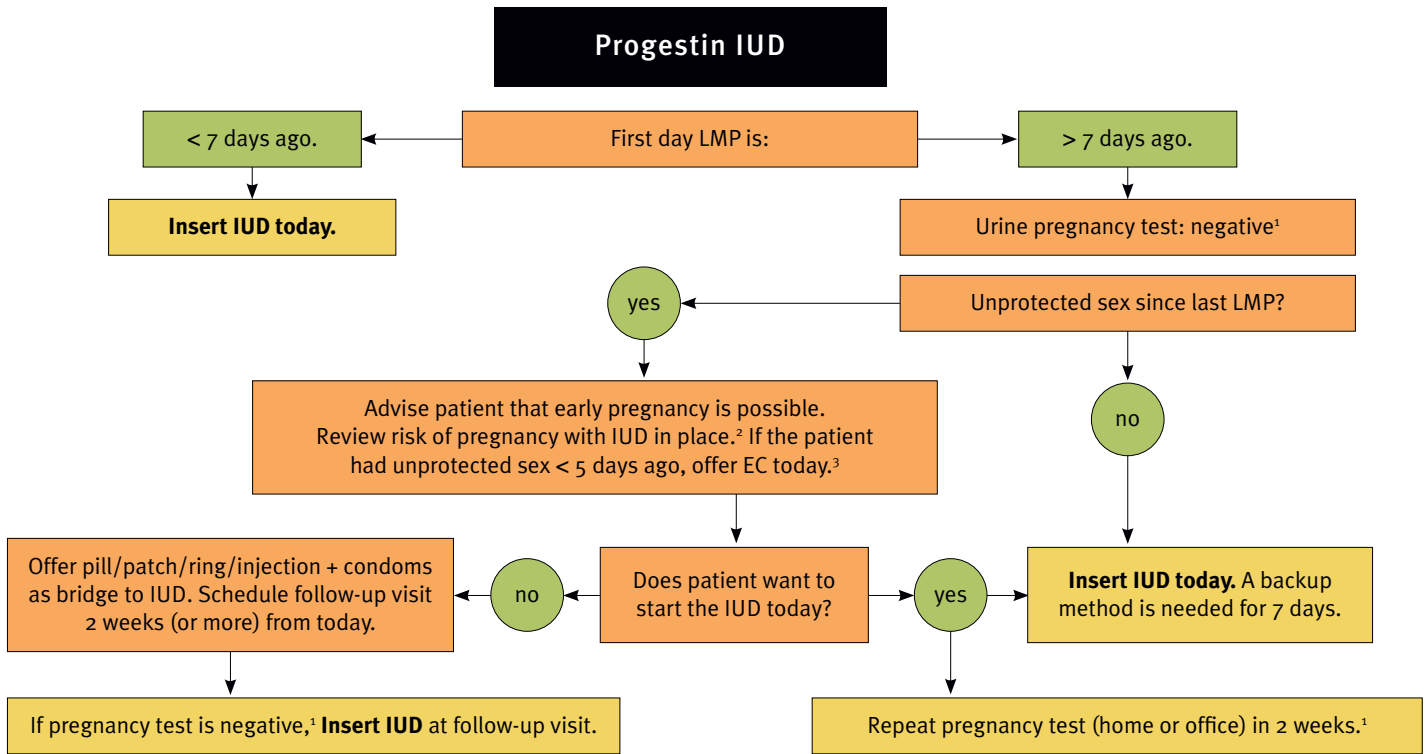 Progestin IUD
< 7 days ago.
First day LMP is:
> 7 days ago.
Insert IUD today.
Urine pregnancy test: negative¹
yes
Unprotected sex since last LMP?
Advise patient that early pregnancy is possible.
Review risk of pregnancy with IUD in place.² If the patient
had unprotected sex < 5 days ago, offer EC today.³
no
Offer pill/patch/ring/injection + condoms
as bridge to IUD. Schedule follow-up visit
2 weeks (or more) from today.
no
Does patient want to
start the IUD today?
yes
Insert IUD today. A backup
method is needed for 7 days.
If pregnancy test is negative,¹ Insert IUD at follow-up visit.
Repeat pregnancy test (home or office) in 2 weeks.¹